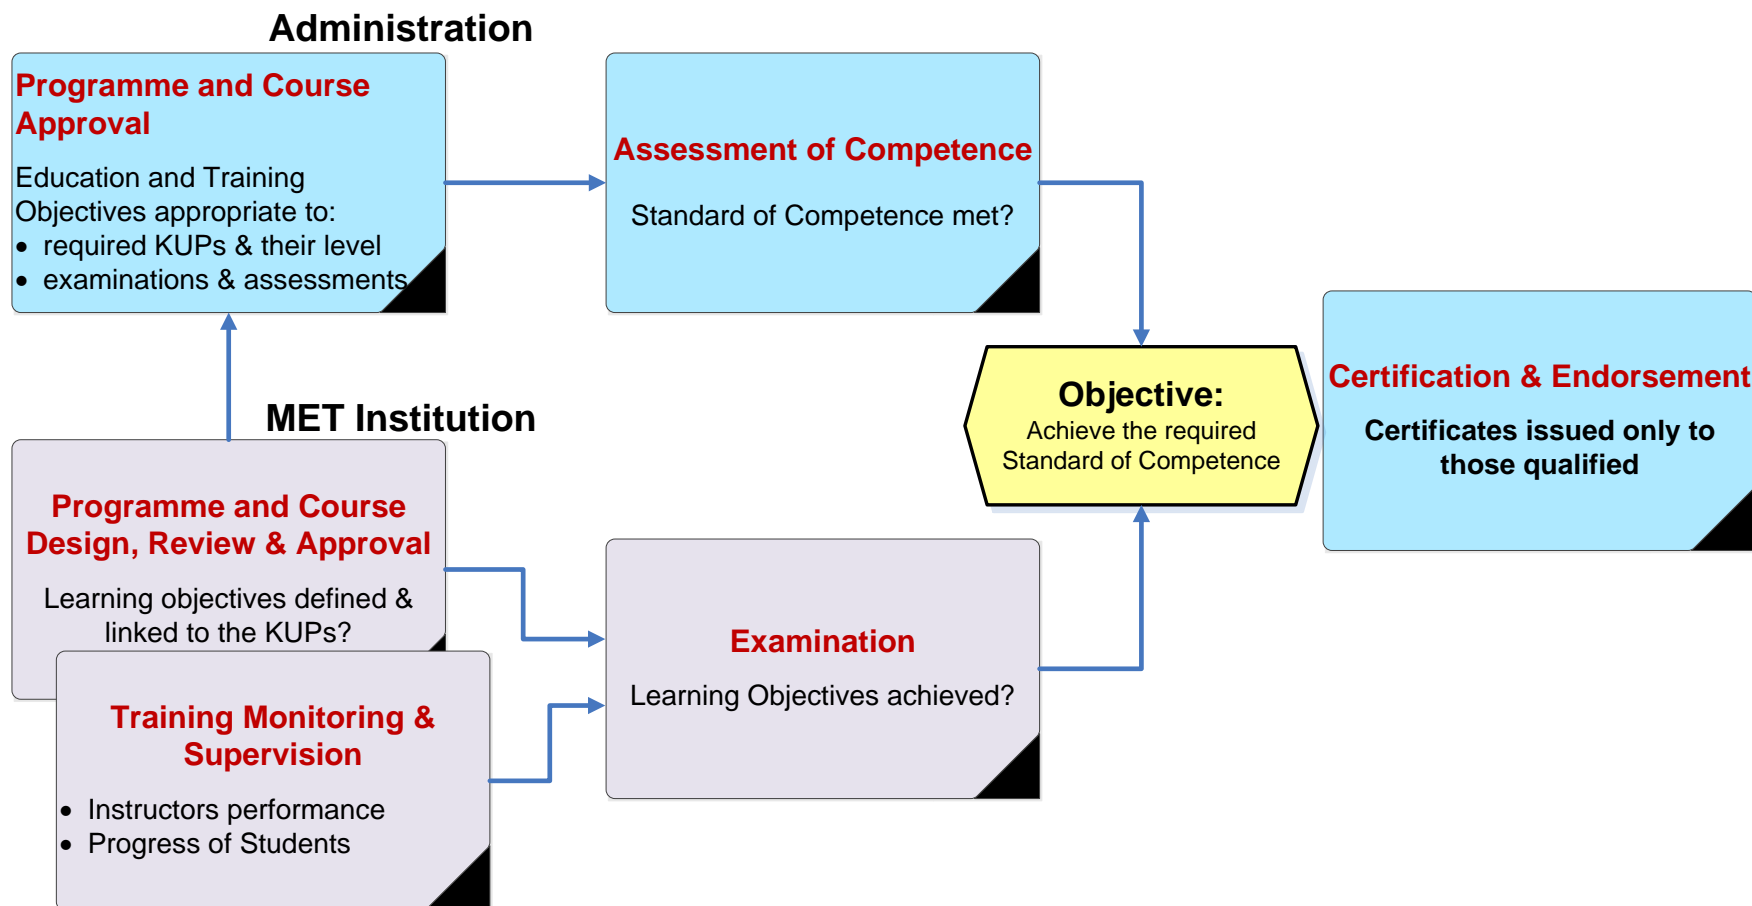 Administration
Programme and Course
Approval
Education and Training
Objectives appropriate to:
• required KUPs & their level
• examinations & assessments
Assessment of Competence
Standard of Competence met?
Objective:
Achieve the required
Standard of Competence
Certification & Endorsement
Certificates issued only to
those qualified
MET Institution
Programme and Course
Design, Review & Approval
Learning objectives defined &
linked to the KUPs?
Training Monitoring &
Supervision
• Instructors performance
• Progress of Students
Examination
Learning Objectives achieved?